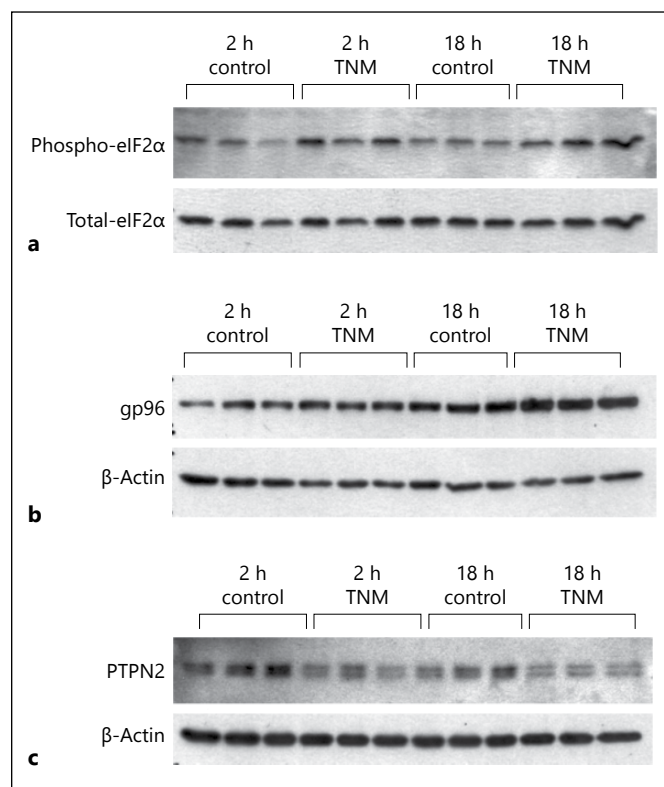 2 h control
2 h TNM
18 h control
18 h TNM
Phospho-eIF2α
Total-eIF2α
a
2 h control
2 h TNM
18 h control
18 h TNM
gp96
β-Actin
b
2 h control
2 h TNM
18 h control
18 h TNM
PTPN2
β-Actin
c